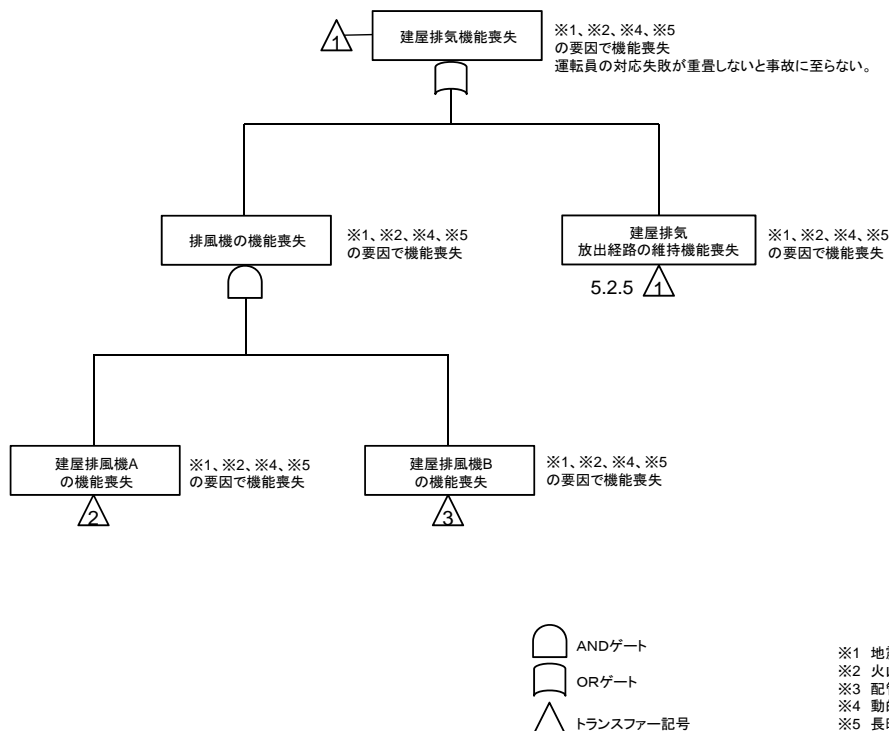 1
建屋排気機能喪失
※1、※2、※4、※5
の要因で機能喪失
運転員の対応失敗が重畳しないと事故に至らない。
排風機の機能喪失
※1、※2、※4、※5
の要因で機能喪失
建屋排気
放出経路の維持機能喪失
※1、※2、※4、※5
の要因で機能喪失
5.2.5
1
建屋排風機A
の機能喪失
※1、※2、※4、※5
の要因で機能喪失
2
建屋排風機B
の機能喪失
※1、※2、※4、※5
の要因で機能喪失
3
ANDゲート
ORゲート
トランスファー記号
※1 地
※2 火
※3 配
※4 動
※5 長